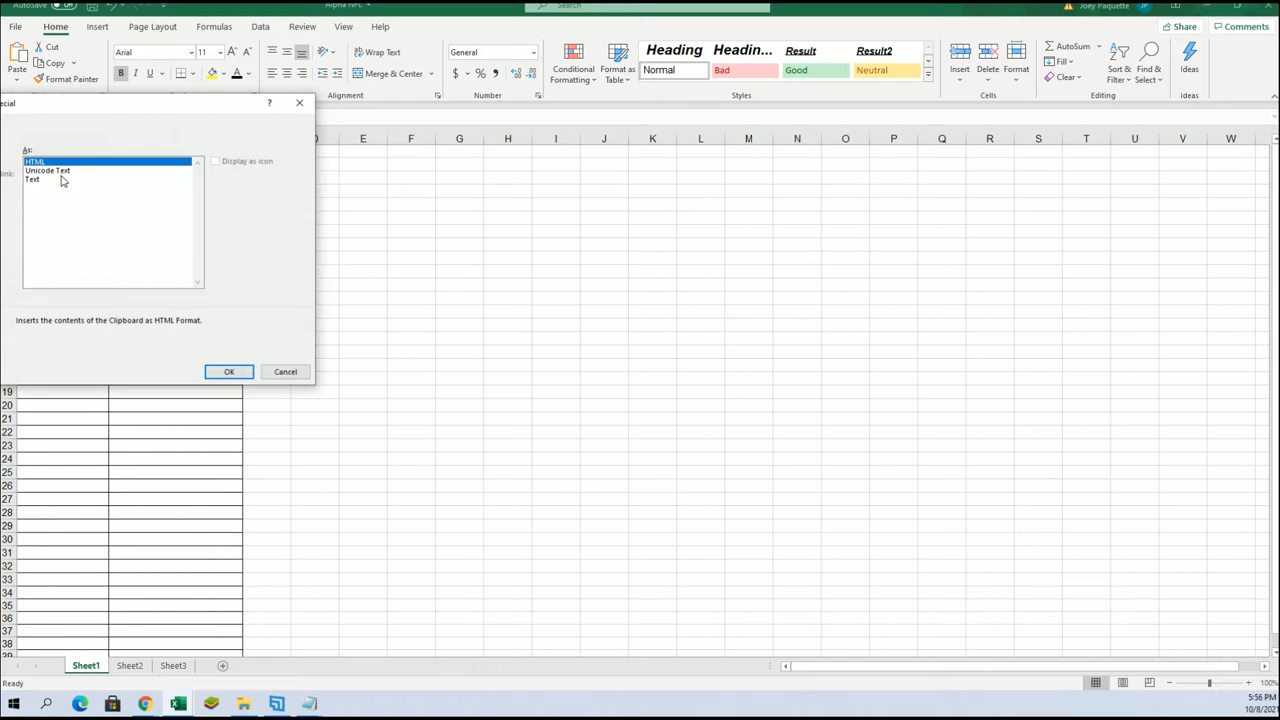 AutoSave
Alpha NFL
Search
Joey Paquette
File Home Insert Page Layout Formulas Data Review View Help
Share Comments
Paste
Cut
Copy
Format Painter
Arial 11
B I U A
Wrap Text
Merge & Center
General
$ % ,
Conditional Formatting
Format as Table
Heading Headin... Result Result2
Normal Bad Good Neutral
Insert Delete Format
AutoSum
Fill
Clear
Sort & Filter
Find & Select
Ideas
Alignment Number Styles Cells Editing Ideas
ecial ?
As:
HTML
Unicode Text
Text
link:
Display as icon
Inserts the contents of the Clipboard as HTML Format.
OK Cancel
D E F G H I J K L M N O P Q R S T U V W
19
20
21
22
23
24
25
26
27
28
29
30
31
32
33
34
35
36
37
38
39
Sheet1 Sheet2 Sheet3
Ready
100%
5:56 PM
10/8/2021